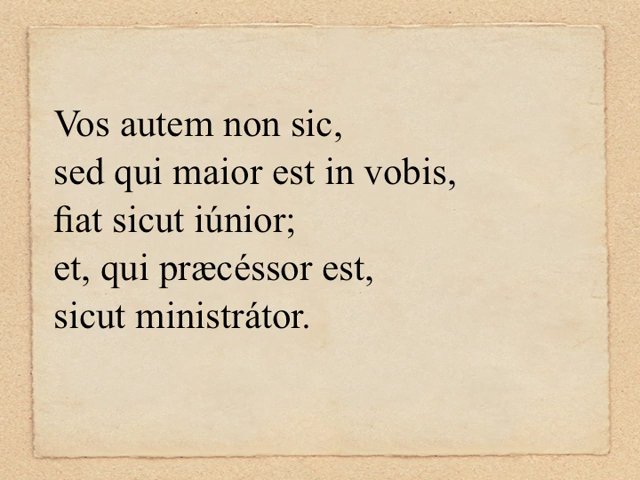 Vos autem non sic,
sed qui maior est in vobis,
fiat sicut iúnior;
et, qui præcéssor est,
sicut ministrátor.